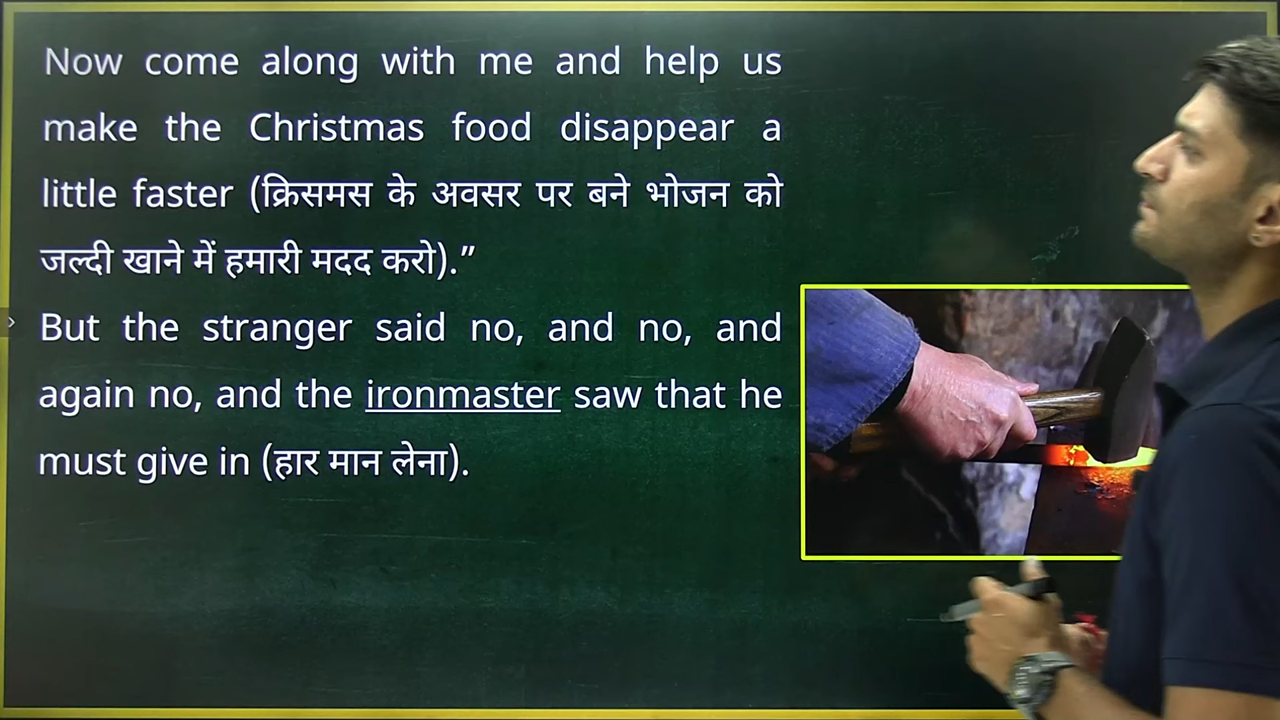 Now come along with me and help us
make the Christmas food disappear a
little faster (क्रिसमस के अवसर पर बने भोजन को
जल्दी खाने में हमारी मदद करो).”
But the stranger said no, and no, and
again no, and the ironmaster saw that he
must give in (हार मान लेना).